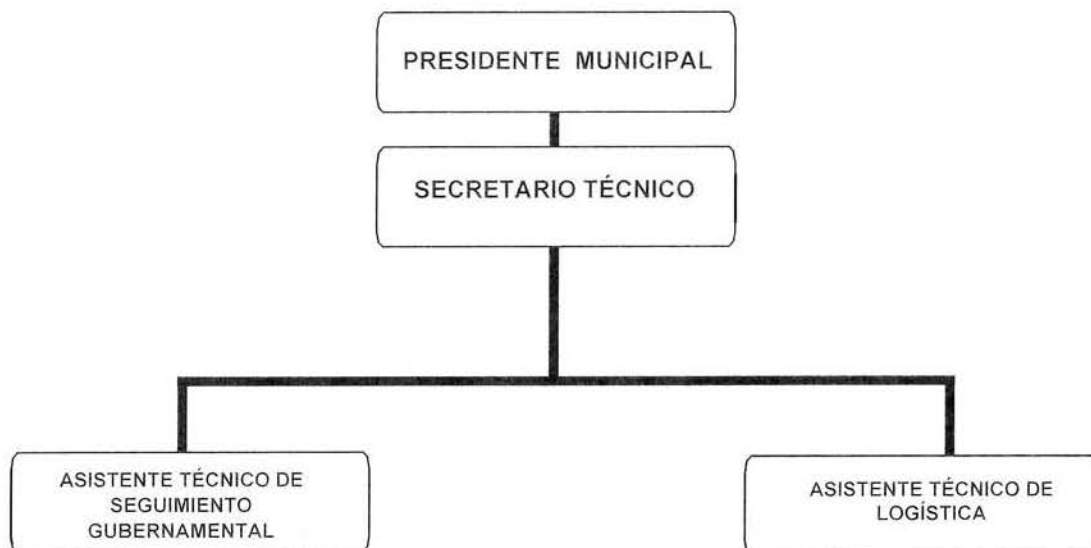 PRESIDENTE MUNICIPAL
SECRETARIO TÉCNICO
ASISTENTE TÉCNICO DE
SEGUIMIENTO
GUBERNAMENTAL
ASISTENTE TÉCNICO DE
LOGÍSTICA